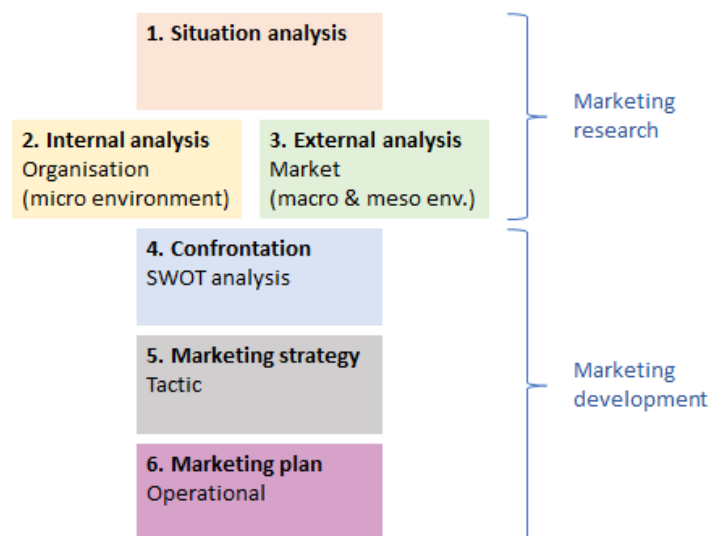 1. Situation analysis
2. Internal analysis
Organisation
(micro environment)
3. External analysis
Market
(macro & meso env.)
Marketing
research
4. Confrontation
SWOT analysis
5. Marketing strategy
Tactic
6. Marketing plan
Operational
Marketing
development